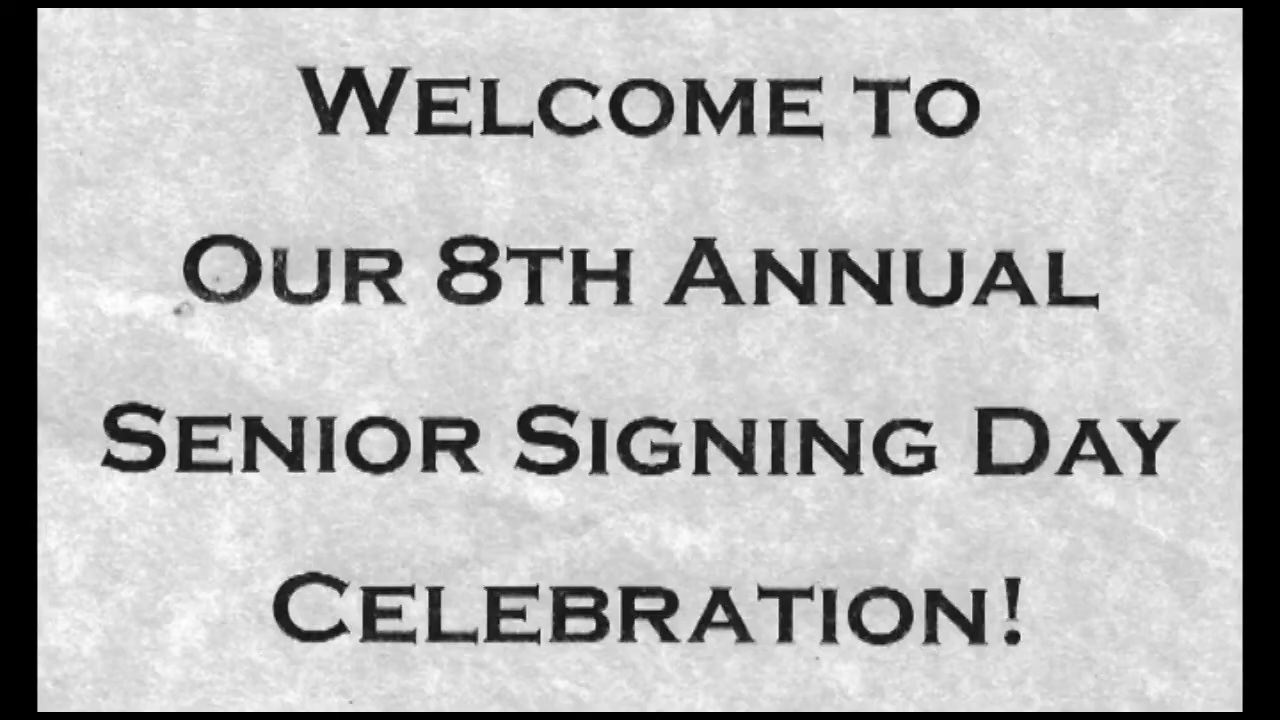 WELCOME TO
OUR 8TH ANNUAL
SENIOR SIGNING DAY
CELEBRATION!